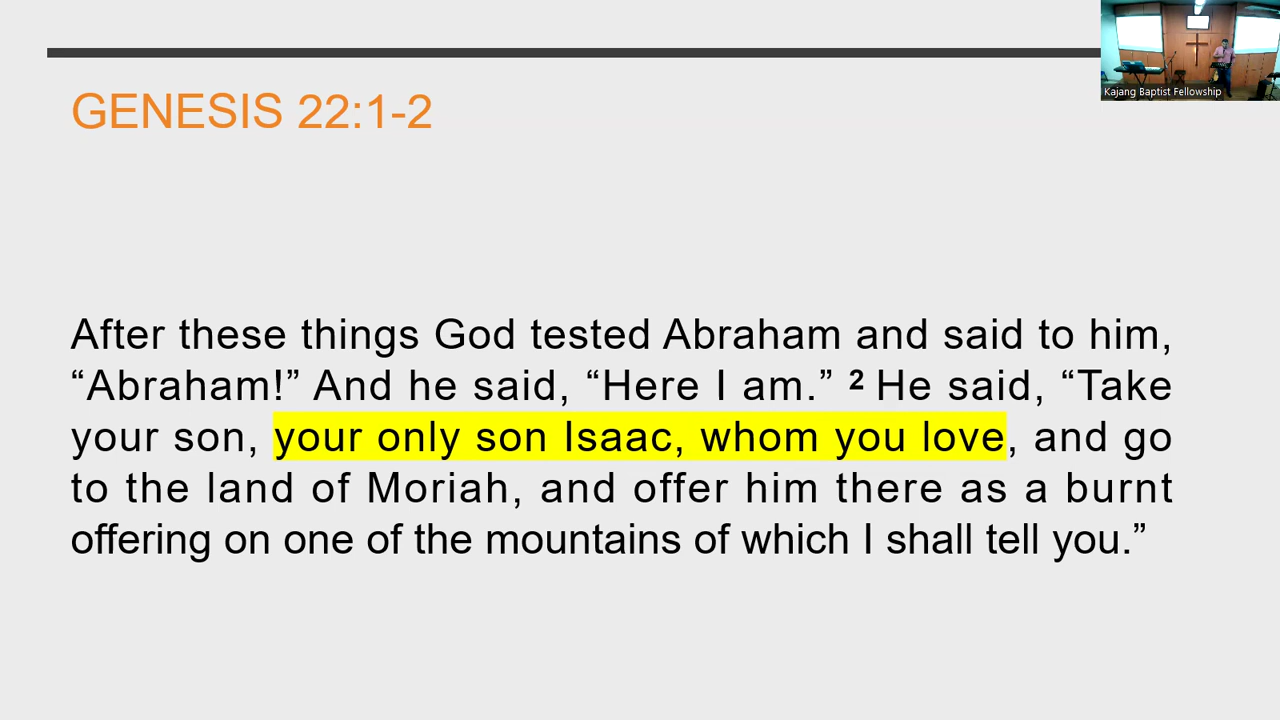 Kajang Baptist Fellowship
GENESIS 22:1-2
After these things God tested Abraham and said to him,
“Abraham!” And he said, “Here I am.” ² He said, “Take
your son, your only son Isaac, whom you love, and go
to the land of Moriah, and offer him there as a burnt
offering on one of the mountains of which I shall tell you.”